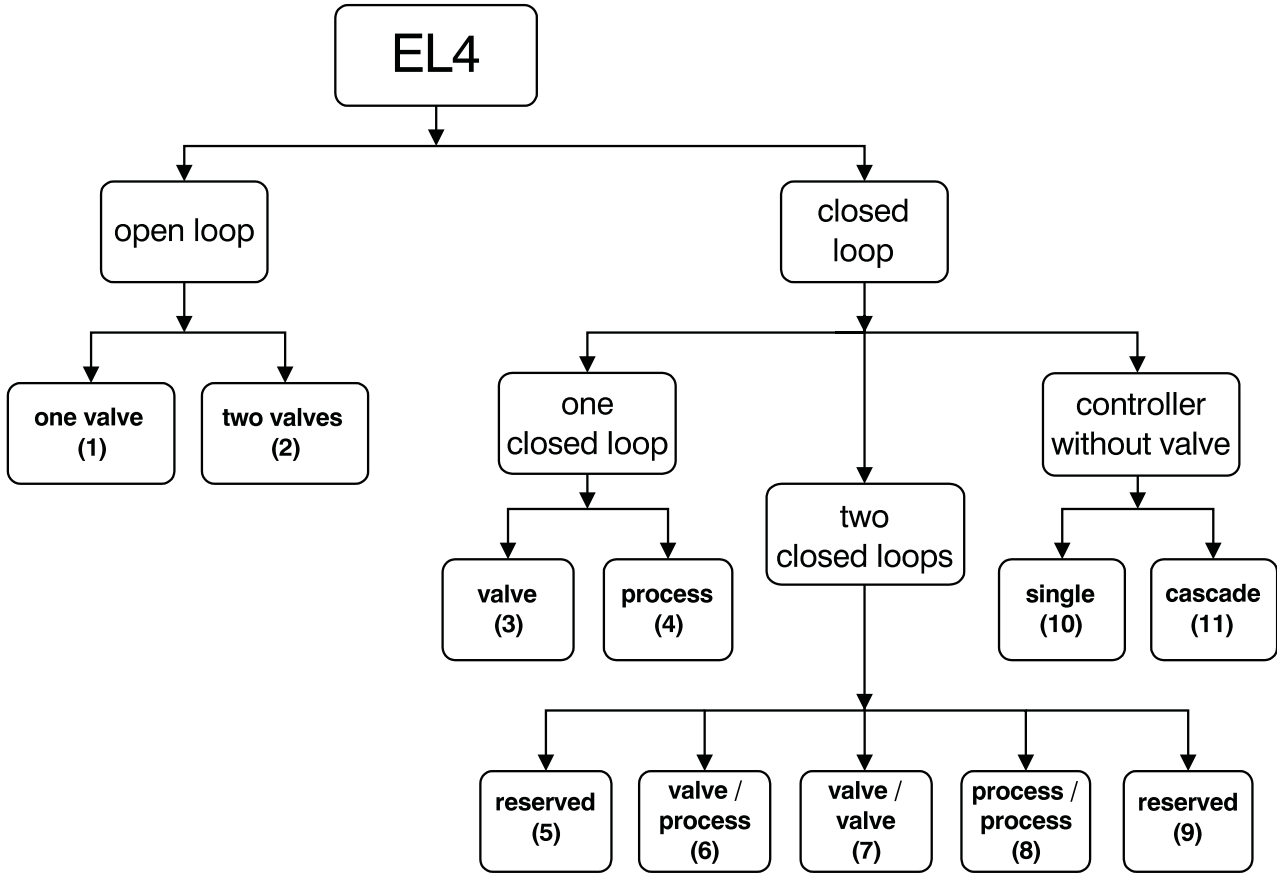 EL4
open loop
closed
loop
one valve
(1)
two valves
(2)
one
closed loop
controller
without valve
two
closed loops
valve
(3)
process
(4)
single
(10)
cascade
(11)
reserved
(5)
valve /
process
(6)
valve /
valve
(7)
process /
process
(8)
reserved
(9)